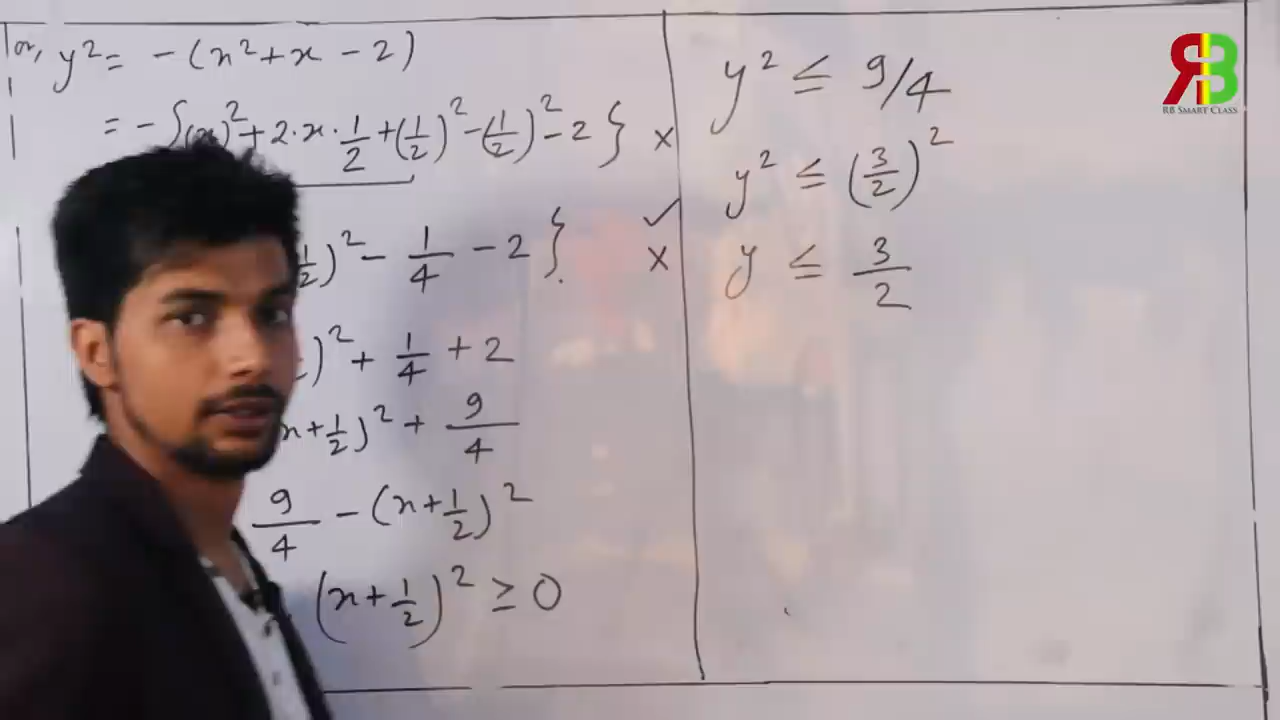 or, y² = - (x² + x - 2)
= - {(x)² + 2·x·1/2 + (1/2)² - (1/2)² - 2} ×
1/2)² - 1/4 - 2} ✓ ×
)² + 1/4 + 2
x + 1/2)² + 9/4
9/4 - (x + 1/2)²
(x + 1/2)² ≥ 0
y² ≤ 9/4
y² ≤ (3/2)²
y ≤ 3/2
RB
RB SMART CLASS